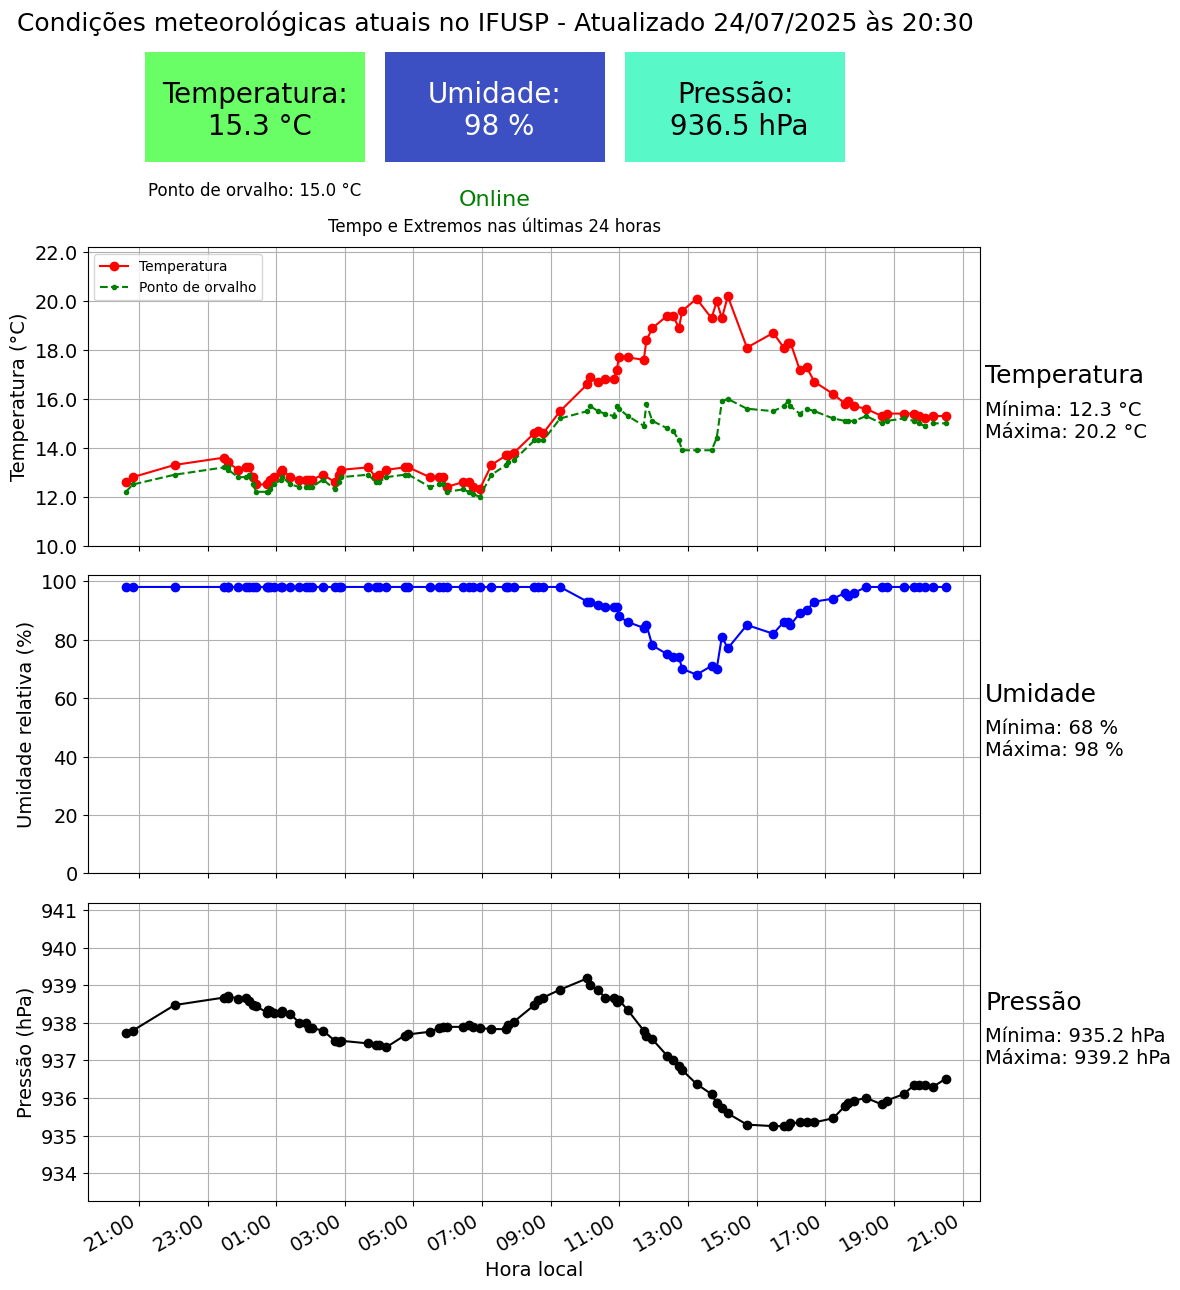 Condições meteorológicas atuais no IFUSP - Atualizado 24/07/2025 às 20:30
Temperatura:
15.3 °C
Umidade:
98 %
Pressão:
936.5 hPa
Ponto de orvalho: 15.0 °C
Online
Tempo e Extremos nas últimas 24 horas
Temperatura (°C)
22.0
20.0
18.0
16.0
14.0
12.0
10.0
Temperatura
Ponto de orvalho
Temperatura
Mínima: 12.3 °C
Máxima: 20.2 °C
Umidade relativa (%)
100
80
60
40
20
0
Umidade
Mínima: 68 %
Máxima: 98 %
Pressão (hPa)
941
940
939
938
937
936
935
934
Pressão
Mínima: 935.2 hPa
Máxima: 939.2 hPa
21:00 23:00 01:00 03:00 05:00 07:00 09:00 11:00 13:00 15:00 17:00 19:00 21:00
Hora local